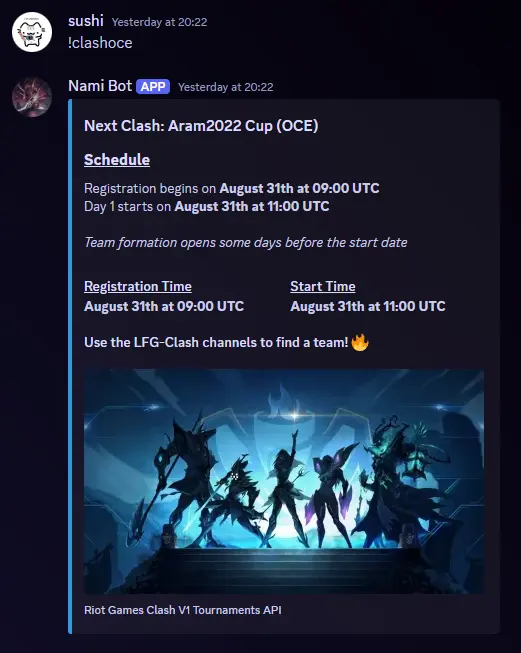 sushi Yesterday at 20:22
!clashoce
Nami Bot APP Yesterday at 20:22
Next Clash: Aram2022 Cup (OCE)
Schedule
Registration begins on August 31th at 09:00 UTC
Day 1 starts on August 31th at 11:00 UTC
Team formation opens some days before the start date
Registration Time Start Time
August 31th at 09:00 UTC August 31th at 11:00 UTC
Use the LFG-Clash channels to find a team!🔥
Riot Games Clash V1 Tournaments API